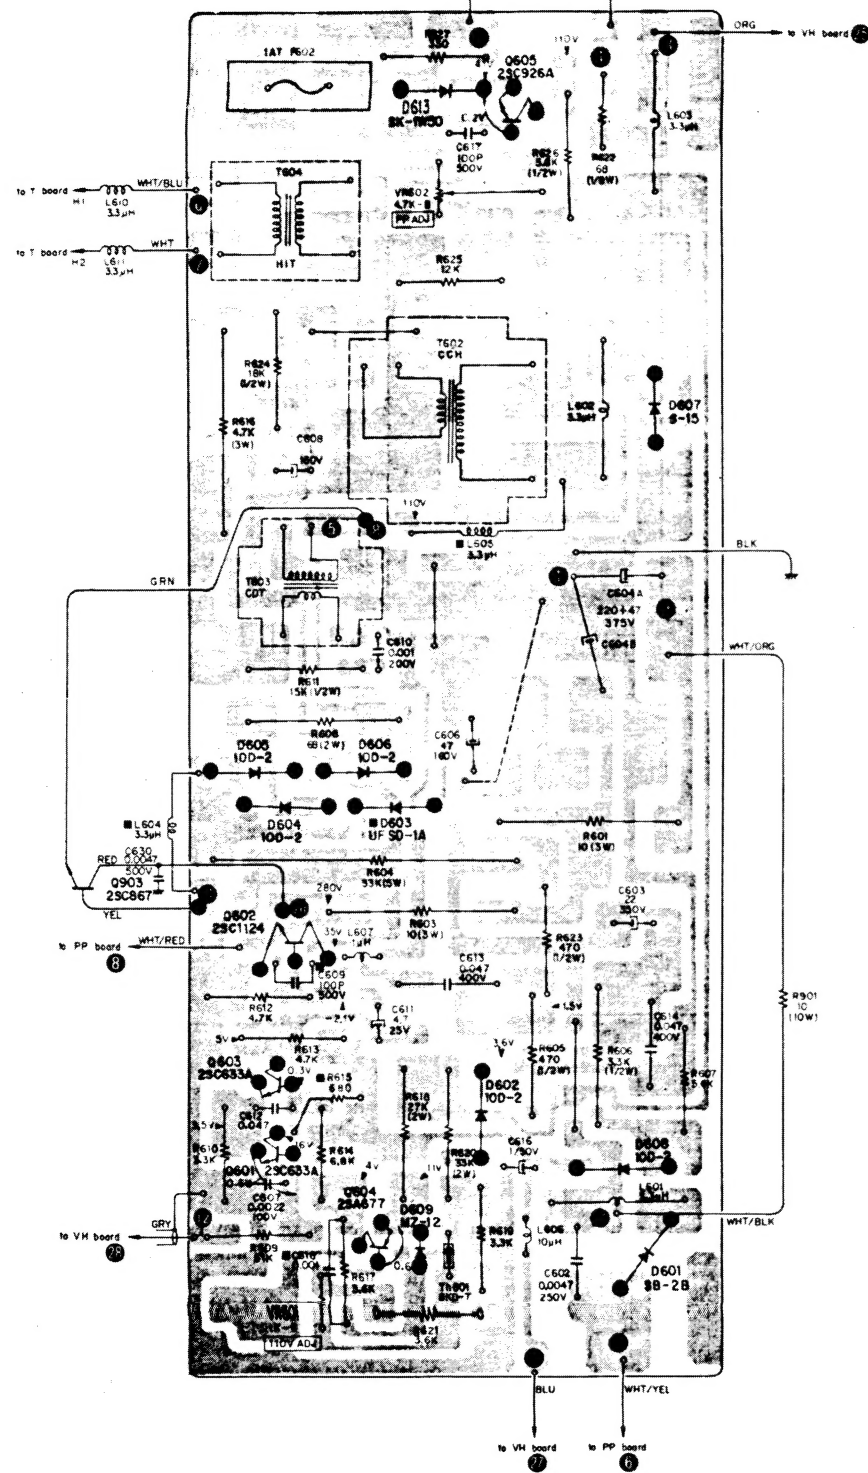 ORG
to VH board
1AT F602
R627
330
Q605
2SC926A
110V
D613
SK-1W50
C617
100P
500V
R626
5.6K
(1/2W)
R622
68
(1/8W)
L603
3.3µH
WHT/BLU
to T board
H1
L610
3.3µH
T604
VR602
4.7K-B
PP ADJ
WHT
to T board
H2
L611
3.3µH
HIT
R625
12K
T602
CCH
R624
18K
(1/2W)
R616
4.7K
(3W)
C608
160V
L602
3.3µH
D607
S-15
110V
L605
3.3µH
BLK
GRN
T603
CDT
C604A
220+47
375V
C604B
C610
0.001
200V
WHT/ORG
R611
15K(1/2W)
R608
68(2W)
C606
47
160V
D605
10D-2
D606
10D-2
D604
10D-2
D603
UFSD-1A
L604
3.3µH
R601
10(3W)
C630
0.0047
500V
RED
Q903
2SC867
YEL
R604
33K(5W)
280V
C603
22
350V
Q602
2SC1124
35V
L607
1µH
R603
10(3W)
R623
470
(1/2W)
to PP board
8
WHT/RED
C609
100P
500V
C613
0.047
400V
R612
4.7K
-2.1V
C611
4.7
25V
R901
10
(10W)
1.5V
C614
0.047
400V
5V
R613
4.7K
Q603
2SC633A
0.3V
R615
680
3.6V
R605
470
(1/2W)
R606
3.3K
(1/2W)
R607
5.6K
D602
10D-2
R618
27K
(2W)
C612
0.047
R610
3.3K
R614
6.8K
R620
33K
(2W)
C616
1/50V
D608
10D-2
Q601 2SC633A
C607
0.0022
100V
Q604
2SA677
4V
11V
D609
MZ-12
L601
3.3µH
GRY
to VH board
28
R609
R619
3.3K
L606
10µH
WHT/BLK
R617
5.6K
TH601
C602
0.0047
250V
D601
SB-2B
R621
3.6K
110V ADJ
BLU
WHT/YEL
to VH board
27
to PP board
6